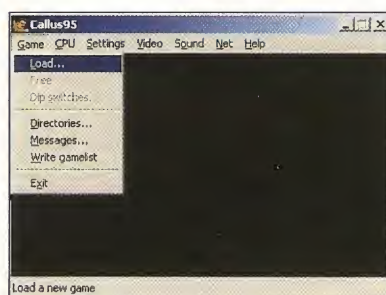 Callus95
Game CPU Settings Video Sound Net Help
Load...
Free
Dip switches...
Directories...
Messages...
Write gamelist
Exit
Load a new game